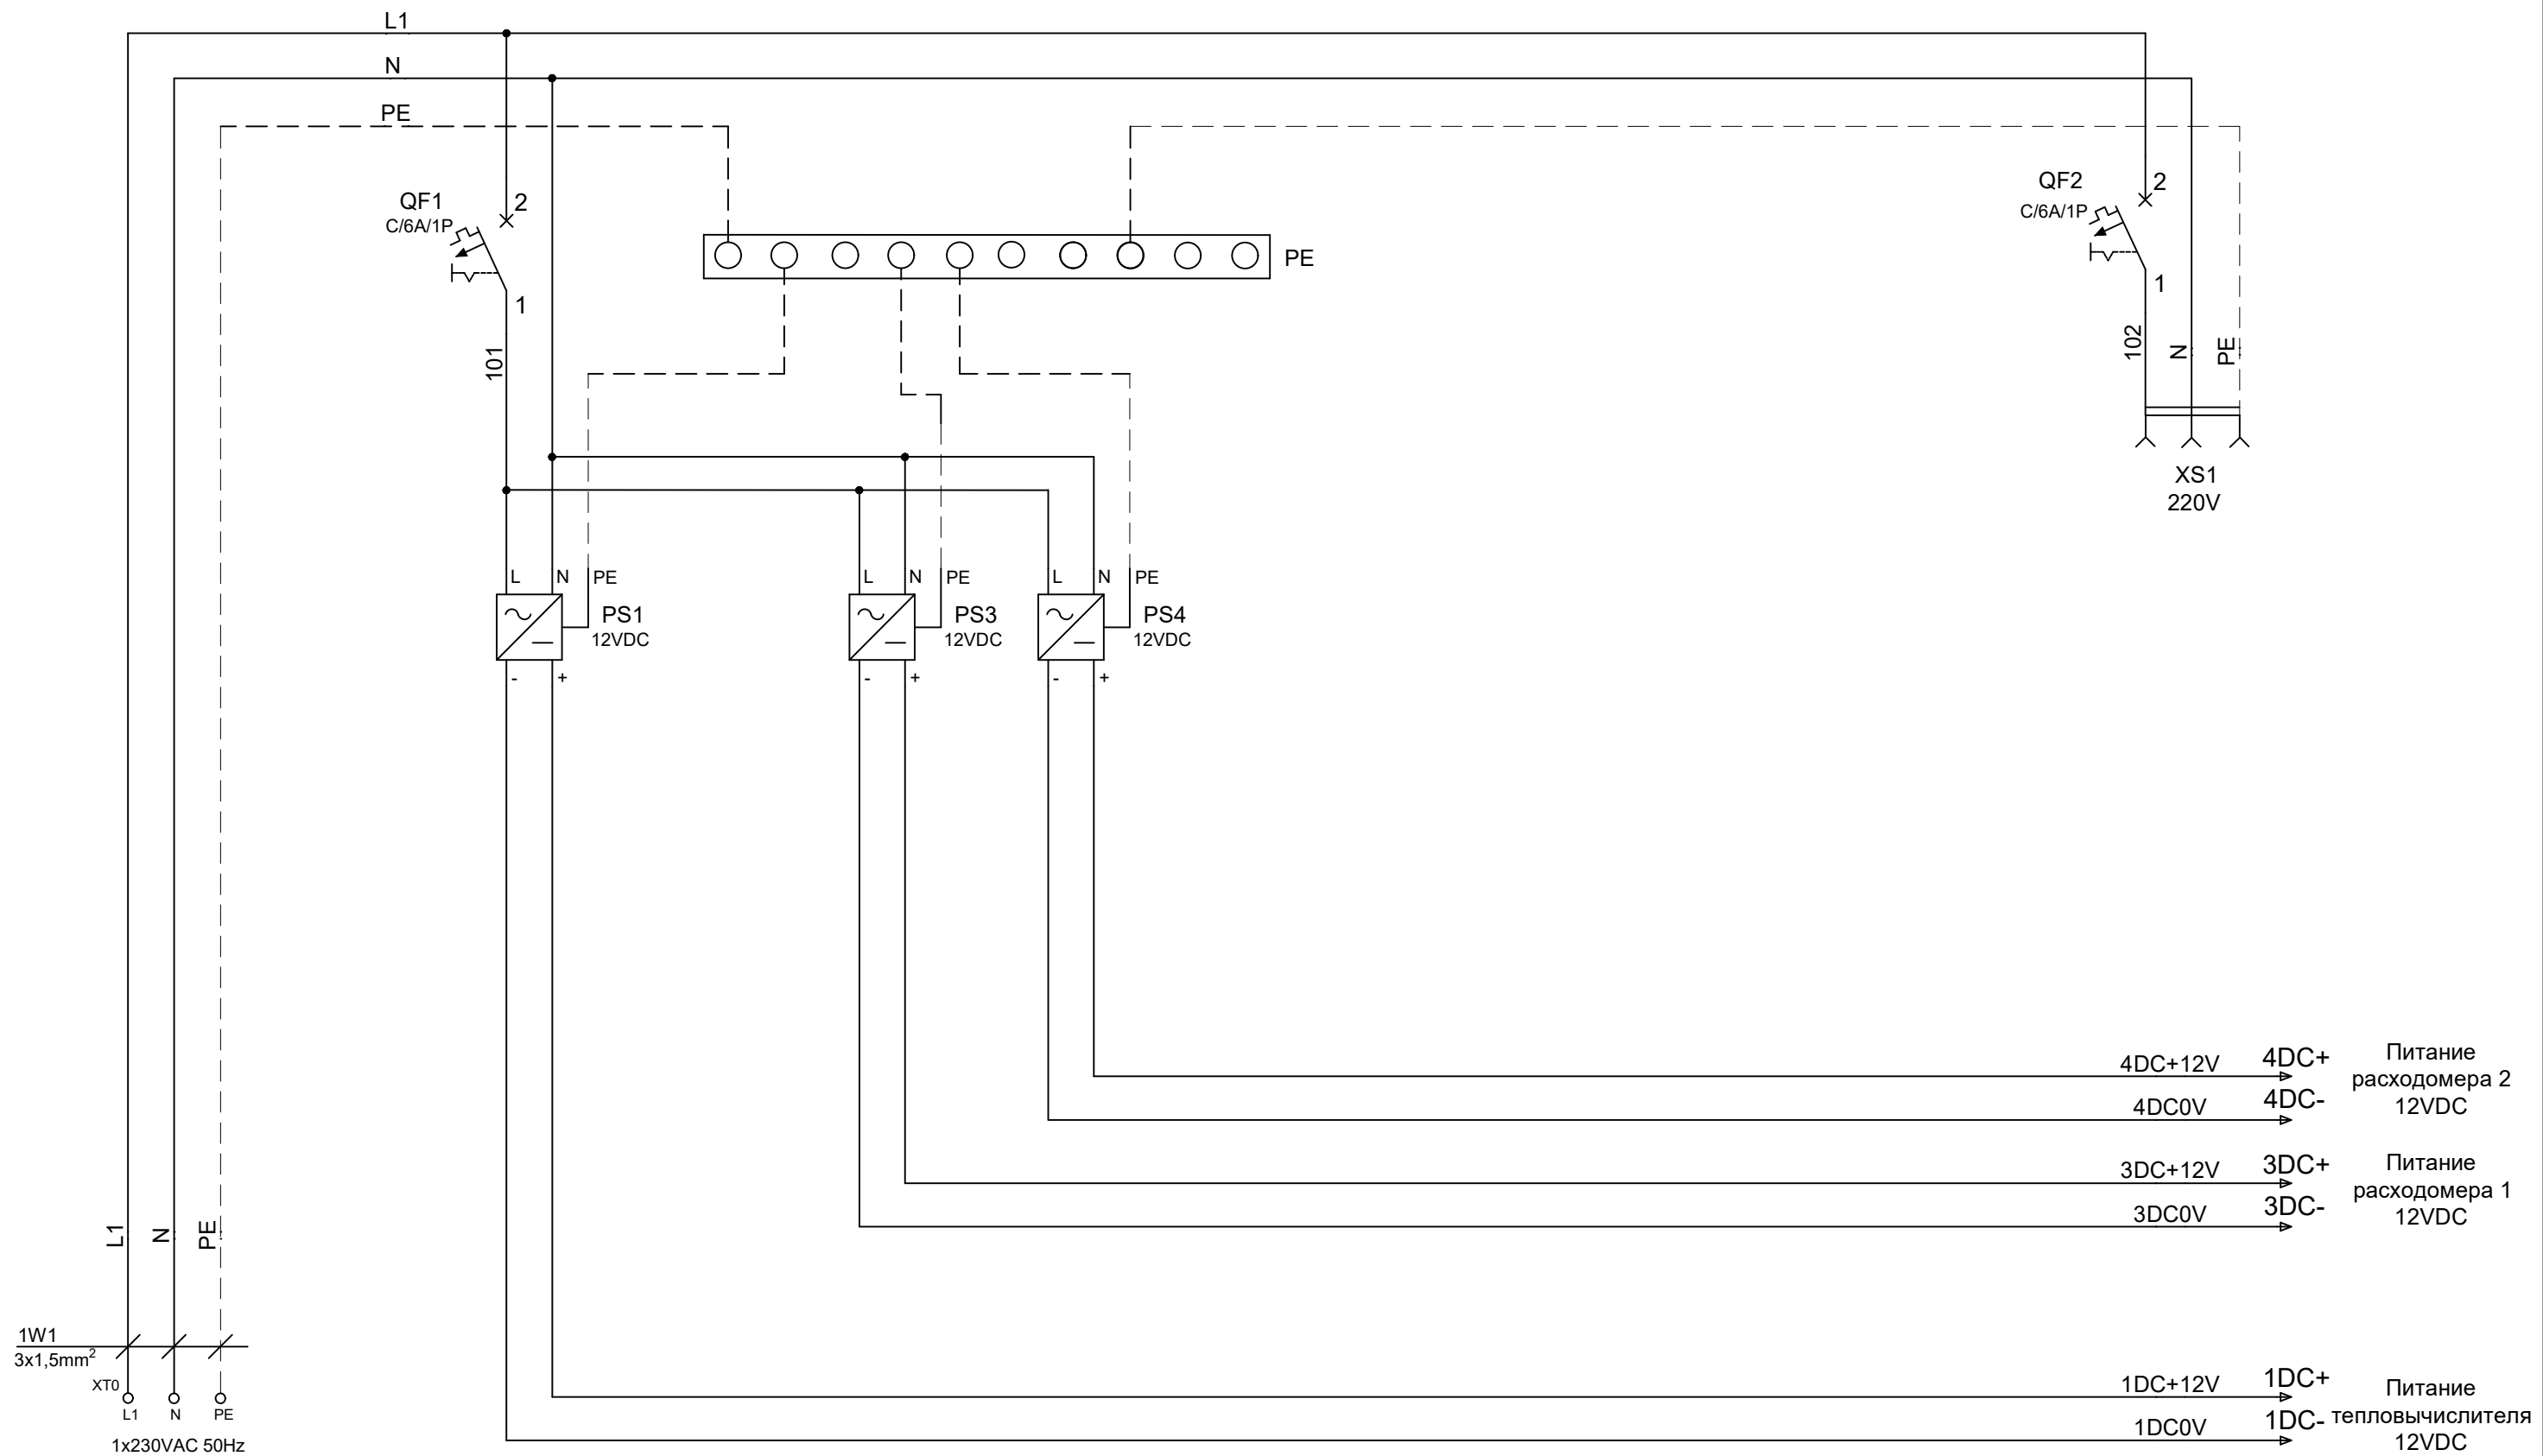 L1
N
PE
QF1
C/6A/1P
2
1
101
PE
QF2
C/6A/1P
2
1
102
N
PE
XS1
220V
L
N
PE
PS1
12VDC
-
+
L
N
PE
PS3
12VDC
-
+
L
N
PE
PS4
12VDC
-
+
4DC+12V
4DC+
4DC0V
4DC-
Питание
расходомера 2
12VDC
3DC+12V
3DC+
3DC0V
3DC-
Питание
расходомера 1
12VDC
L1
N
PE
1W1
3x1,5mm²
XT0
L1
N
PE
1x230VAC 50Hz
1DC+12V
1DC+
1DC0V
1DC-
Питание
тепловычислителя
12VDC